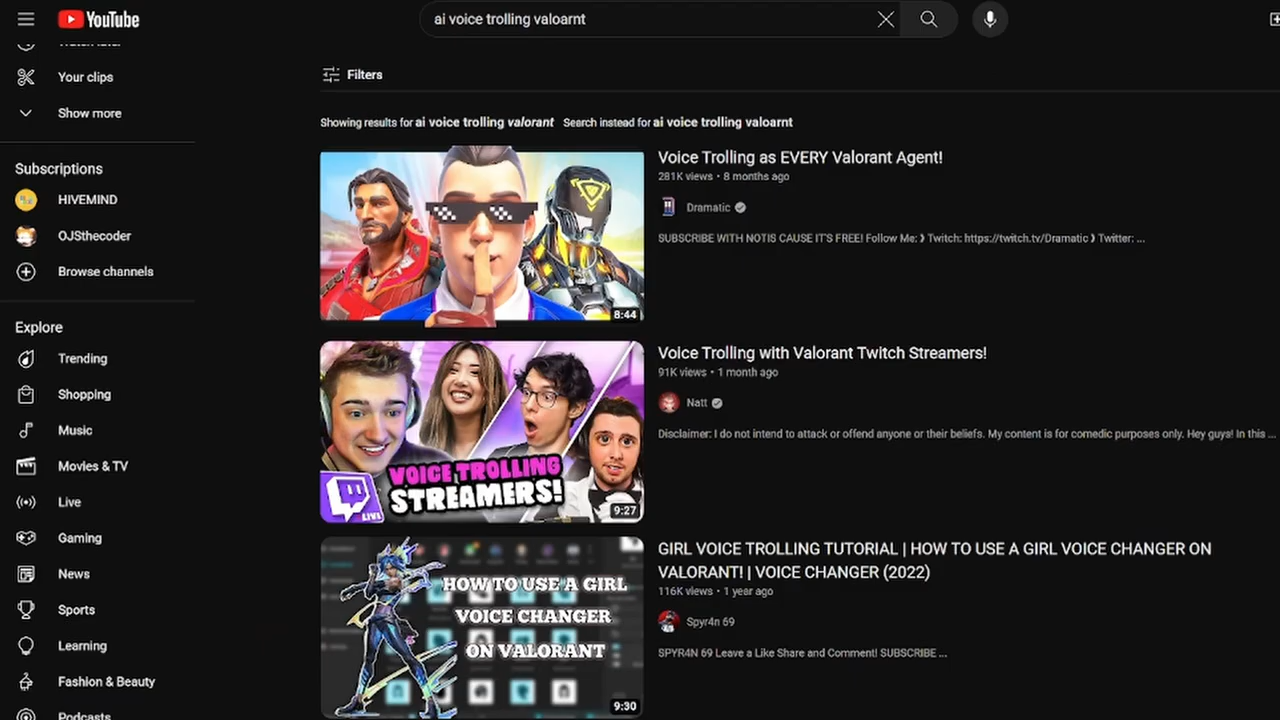 YouTube
ai voice trolling valoarnt
Watch later
Your clips
Show more
Subscriptions
HIVEMIND
OJSthecoder
Browse channels
Explore
Trending
Shopping
Music
Movies & TV
Live
Gaming
News
Sports
Learning
Fashion & Beauty
Podcasts
Filters
Showing results for ai voice trolling valorant Search instead for ai voice trolling valoarnt
8:44
Voice Trolling as EVERY Valorant Agent!
281K views • 8 months ago
Dramatic
SUBSCRIBE WITH NOTIS CAUSE IT'S FREE! Follow Me: 》 Twitch: https://twitch.tv/Dramatic 》 Twitter: ...
VOICE TROLLING
STREAMERS!
LIVE
9:27
Voice Trolling with Valorant Twitch Streamers!
91K views • 1 month ago
Natt
Disclaimer: I do not intend to attack or offend anyone or their beliefs. My content is for comedic purposes only. Hey guys! In this ...
HOW TO USE A GIRL
VOICE CHANGER
ON VALORANT
9:30
GIRL VOICE TROLLING TUTORIAL | HOW TO USE A GIRL VOICE CHANGER ON
VALORANT! | VOICE CHANGER (2022)
116K views • 1 year ago
Spyr4n 69
SPYR4N 69 Leave a Like Share and Comment! SUBSCRIBE ...